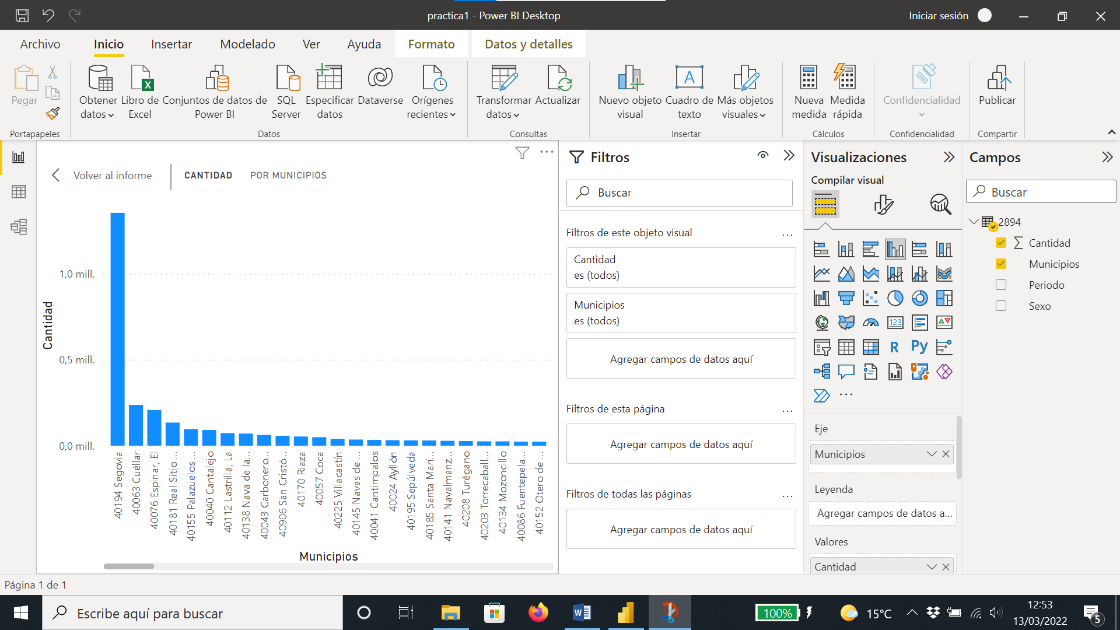 practica1 - Power BI Desktop
Iniciar sesión
Archivo
Inicio
Insertar
Modelado
Ver
Ayuda
Formato
Datos y detalles
Pegar
Obtener
datos
Libro de
Excel
Conjuntos de datos de
Power BI
SQL
Server
Especificar
datos
Dataverse
Orígenes
recientes
Transformar
datos
Actualizar
Nuevo objeto
visual
Cuadro de
texto
Más objetos
visuales
Nueva
medida
Medida
rápida
Confidencialidad
Publicar
Portapapeles
Datos
Consultas
Insertar
Cálculos
Confidencialidad
Compartir
Volver al informe
CANTIDAD
POR MUNICIPIOS
Cantidad
1,0 mill.
0,5 mill.
0,0 mill.
40194 Segovia
40063 Cuéllar
40076 Espinar, El
40181 Real Sitio ...
40155 Palazuelos...
40040 Cantalejo
40112 Lastrilla, La
40138 Nava de la...
40043 Carbonero...
40906 San Cristó...
40170 Riaza
40057 Coca
40225 Villacastín
40145 Navas de ...
40041 Cantimpalos
40024 Ayllón
40195 Sepúlveda
40185 Santa Marí...
40141 Navalmanz...
40208 Turégano
40203 Torrecaball...
40134 Mozoncillo
40086 Fuentepela...
40152 Otero de ...
Municipios
Filtros
Buscar
Filtros de este objeto visual
...
Cantidad
es (todos)
Municipios
es (todos)
Agregar campos de datos aquí
Filtros de esta página
...
Agregar campos de datos aquí
Filtros de todas las páginas
...
Agregar campos de datos aquí
Visualizaciones
Compilar visual
123
R
Py
...
Eje
Municipios
Leyenda
Agregar campos de datos a...
Valores
Cantidad
Campos
Buscar
2894
Cantidad
Municipios
Periodo
Sexo
Página 1 de 1
Escribe aquí para buscar
100%
15°C
12:53
13/03/2022
5